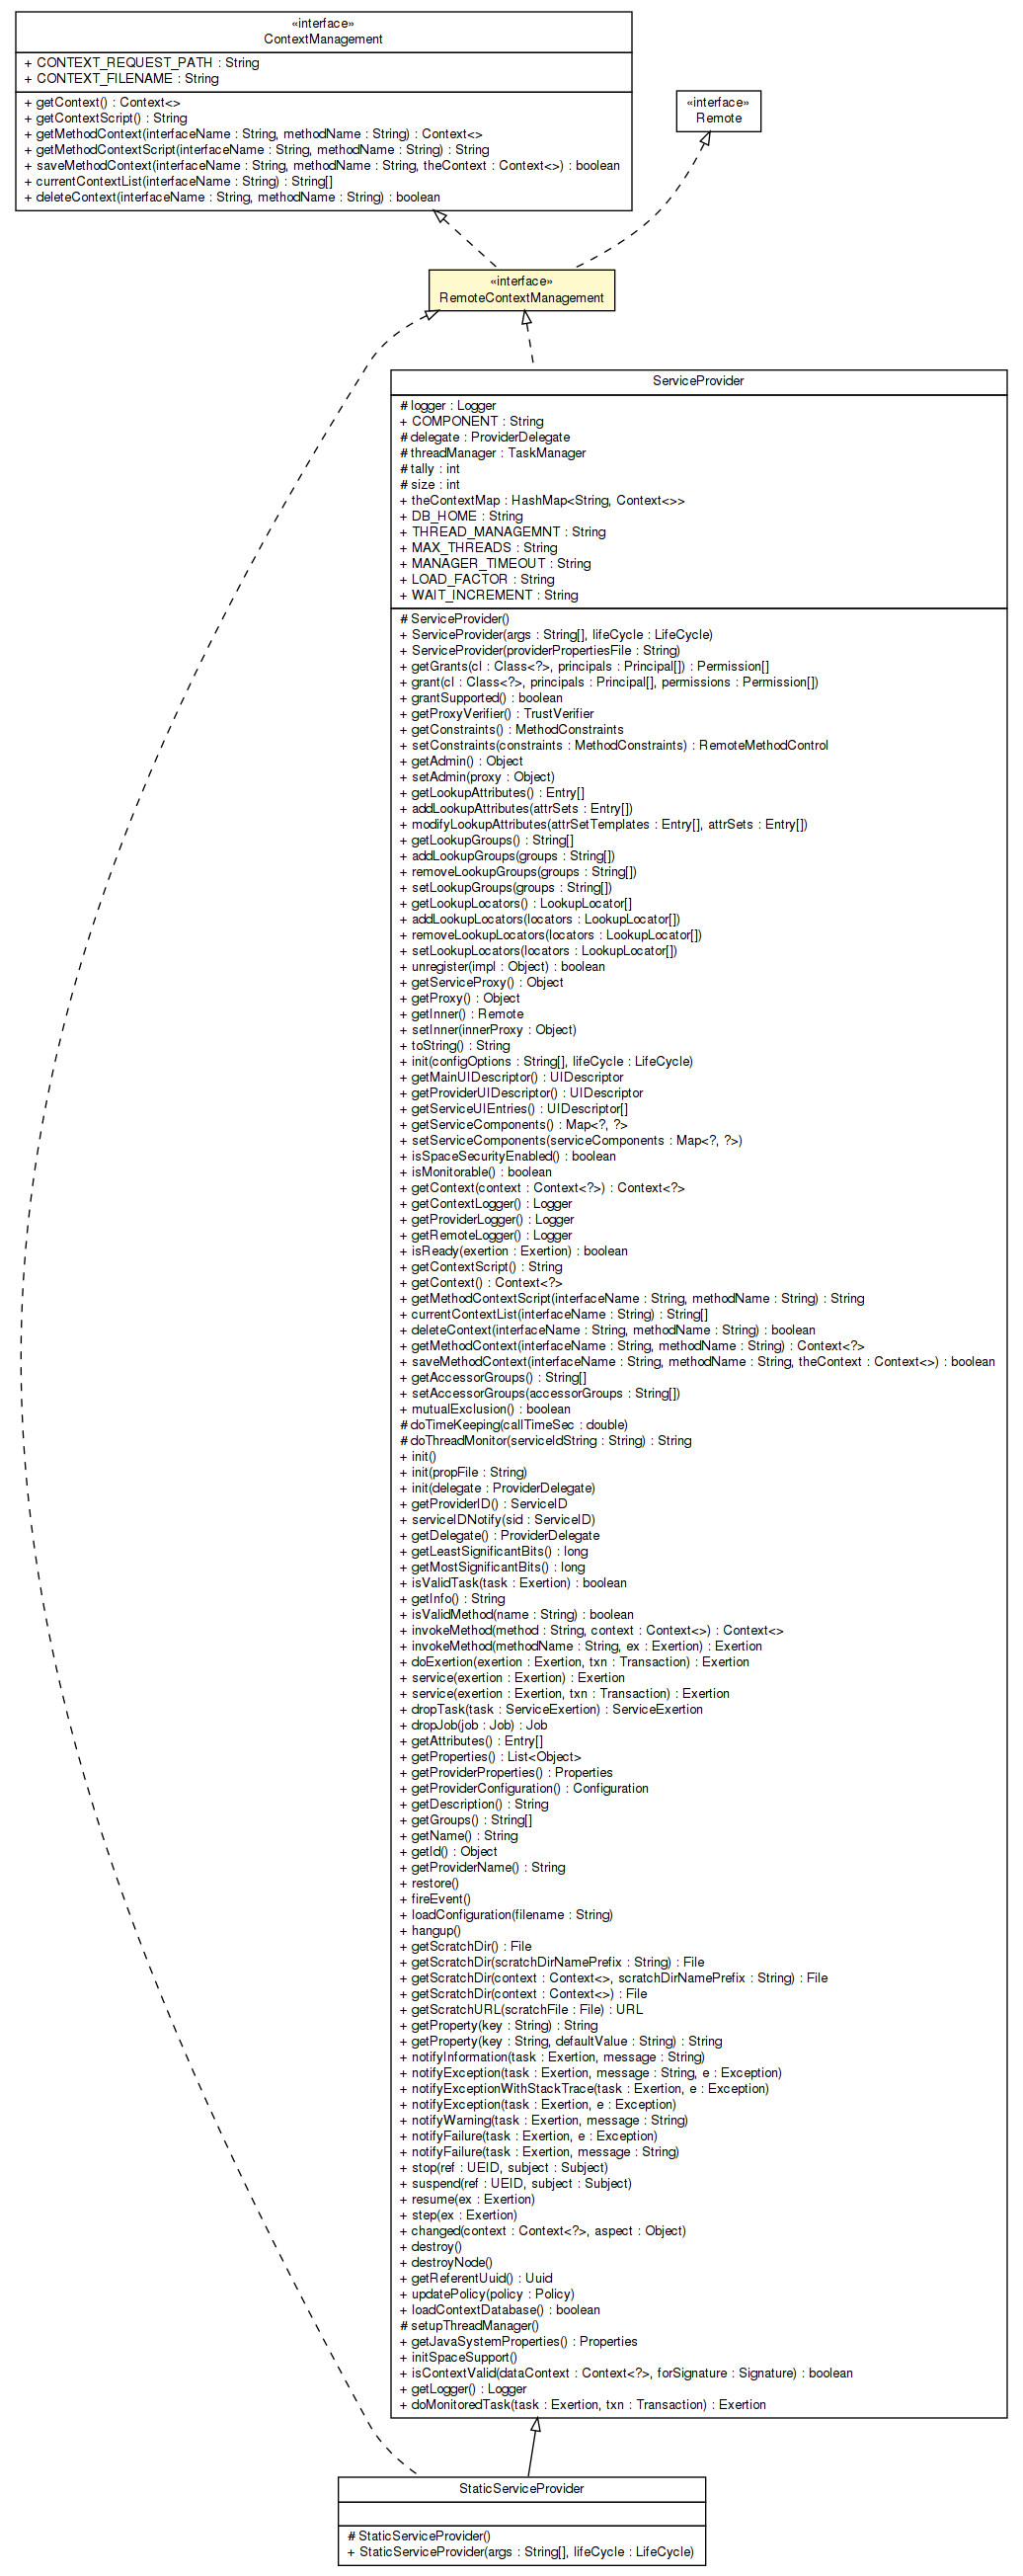 «interface»
ContextManagement
+ CONTEXT_REQUEST_PATH : String
+ CONTEXT_FILENAME : String
+ getContext() : Context<>
+ getContextScript() : String
+ getMethodContext(interfaceName : String, methodName : String) : Context<>
+ getMethodContextScript(interfaceName : String, methodName : String) : String
+ saveMethodContext(interfaceName : String, methodName : String, theContext : Context<>) : boolean
+ currentContextList(interfaceName : String) : String[]
+ deleteContext(interfaceName : String, methodName : String) : boolean
«interface»
Remote
«interface»
RemoteContextManagement
ServiceProvider
# logger : Logger
+ COMPONENT : String
# delegate : ProviderDelegate
# threadManager : TaskManager
# tally : int
# size : int
+ theContextMap : HashMap<String, Context<>>
+ DB_HOME : String
+ THREAD_MANAGEMNT : String
+ MAX_THREADS : String
+ MANAGER_TIMEOUT : String
+ LOAD_FACTOR : String
+ WAIT_INCREMENT : String
# ServiceProvider()
+ ServiceProvider(args : String[], lifeCycle : LifeCycle)
+ ServiceProvider(providerPropertiesFile : String)
+ getGrants(cl : Class<?>, principals : Principal[]) : Permission[]
+ grant(cl : Class<?>, principals : Principal[], permissions : Permission[])
+ grantSupported() : boolean
+ getProxyVerifier() : TrustVerifier
+ getConstraints() : MethodConstraints
+ setConstraints(constraints : MethodConstraints) : RemoteMethodControl
+ getAdmin() : Object
+ setAdmin(proxy : Object)
+ getLookupAttributes() : Entry[]
+ addLookupAttributes(attrSets : Entry[])
+ modifyLookupAttributes(attrSetTemplates : Entry[], attrSets : Entry[])
+ getLookupGroups() : String[]
+ addLookupGroups(groups : String[])
+ removeLookupGroups(groups : String[])
+ setLookupGroups(groups : String[])
+ getLookupLocators() : LookupLocator[]
+ addLookupLocators(locators : LookupLocator[])
+ removeLookupLocators(locators : LookupLocator[])
+ setLookupLocators(locators : LookupLocator[])
+ unregister(impl : Object) : boolean
+ getServiceProxy() : Object
+ getProxy() : Object
+ getInner() : Remote
+ setInner(innerProxy : Object)
+ toString() : String
+ init(configOptions : String[], lifeCycle : LifeCycle)
+ getMainUIDescriptor() : UIDescriptor
+ getProviderUIDescriptor() : UIDescriptor
+ getServiceUIEntries() : UIDescriptor[]
+ getServiceComponents() : Map<?, ?>
+ setServiceComponents(serviceComponents : Map<?, ?>)
+ isSpaceSecurityEnabled() : boolean
+ isMonitorable() : boolean
+ getContext(context : Context<?>) : Context<?>
+ getContextLogger() : Logger
+ getProviderLogger() : Logger
+ getRemoteLogger() : Logger
+ isReady(exertion : Exertion) : boolean
+ getContextScript() : String
+ getContext() : Context<?>
+ getMethodContextScript(interfaceName : String, methodName : String) : String
+ currentContextList(interfaceName : String) : String[]
+ deleteContext(interfaceName : String, methodName : String) : boolean
+ getMethodContext(interfaceName : String, methodName : String) : Context<?>
+ saveMethodContext(interfaceName : String, methodName : String, theContext : Context<>) : boolean
+ getAccessorGroups() : String[]
+ setAccessorGroups(accessorGroups : String[])
+ mutualExclusion() : boolean
# doTimeKeeping(callTimeSec : double)
# doThreadMonitor(serviceIdString : String) : String
+ init()
+ init(propFile : String)
+ init(delegate : ProviderDelegate)
+ getProviderID() : ServiceID
+ serviceIDNotify(sid : ServiceID)
+ getDelegate() : ProviderDelegate
+ getLeastSignificantBits() : long
+ getMostSignificantBits() : long
+ isValidTask(task : Exertion) : boolean
+ getInfo() : String
+ isValidMethod(name : String) : boolean
+ invokeMethod(method : String, context : Context<>) : Context<>
+ invokeMethod(methodName : String, ex : Exertion) : Exertion
+ doExertion(exertion : Exertion, txn : Transaction) : Exertion
+ service(exertion : Exertion) : Exertion
+ service(exertion : Exertion, txn : Transaction) : Exertion
+ dropTask(task : ServiceExertion) : ServiceExertion
+ dropJob(job : Job) : Job
+ getAttributes() : Entry[]
+ getProperties() : List<Object>
+ getProviderProperties() : Properties
+ getProviderConfiguration() : Configuration
+ getDescription() : String
+ getGroups() : String[]
+ getName() : String
+ getId() : Object
+ getProviderName() : String
+ restore()
+ fireEvent()
+ loadConfiguration(filename : String)
+ hangup()
+ getScratchDir() : File
+ getScratchDir(scratchDirNamePrefix : String) : File
+ getScratchDir(context : Context<>, scratchDirNamePrefix : String) : File
+ getScratchDir(context : Context<>) : File
+ getScratchURL(scratchFile : File) : URL
+ getProperty(key : String) : String
+ getProperty(key : String, defaultValue : String) : String
+ notifyInformation(task : Exertion, message : String)
+ notifyException(task : Exertion, message : String, e : Exception)
+ notifyExceptionWithStackTrace(task : Exertion, e : Exception)
+ notifyException(task : Exertion, e : Exception)
+ notifyWarning(task : Exertion, message : String)
+ notifyFailure(task : Exertion, e : Exception)
+ notifyFailure(task : Exertion, message : String)
+ stop(ref : UEID, subject : Subject)
+ suspend(ref : UEID, subject : Subject)
+ resume(ex : Exertion)
+ step(ex : Exertion)
+ changed(context : Context<?>, aspect : Object)
+ destroy()
+ destroyNode()
+ getReferentUuid() : Uuid
+ updatePolicy(policy : Policy)
+ loadContextDatabase() : boolean
# setupThreadManager()
+ getJavaSystemProperties() : Properties
+ initSpaceSupport()
+ isContextValid(dataContext : Context<?>, forSignature : Signature) : boolean
+ getLogger() : Logger
+ doMonitoredTask(task : Exertion, txn : Transaction) : Exertion
StaticServiceProvider
# StaticServiceProvider()
+ StaticServiceProvider(args : String[], lifeCycle : LifeCycle)